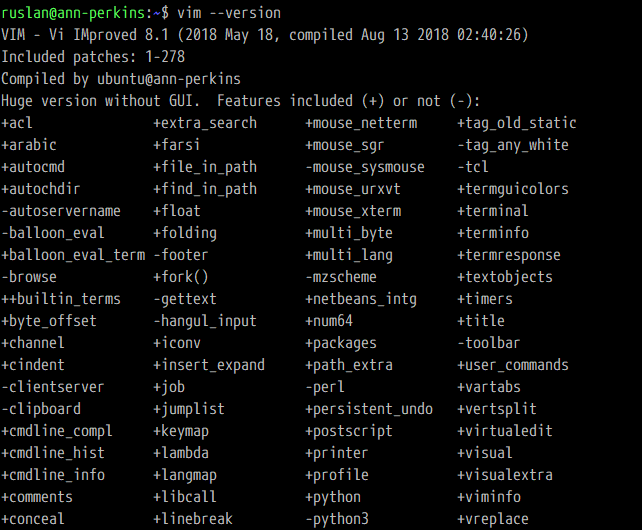 ruslan@ann-perkins:~$ vim --version
VIM - Vi IMproved 8.1 (2018 May 18, compiled Aug 13 2018 02:40:26)
Included patches: 1-278
Compiled by ubuntu@ann-perkins
Huge version without GUI.  Features included (+) or not (-):
+acl               +extra_search      +mouse_netterm     +tag_old_static
+arabic            +farsi             +mouse_sgr         -tag_any_white
+autocmd           +file_in_path      -mouse_sysmouse    -tcl
+autochdir         +find_in_path      +mouse_urxvt       +termguicolors
-autoservername    +float             +mouse_xterm       +terminal
-balloon_eval      +folding           +multi_byte        +terminfo
+balloon_eval_term -footer            +multi_lang        +termresponse
-browse            +fork()            -mzscheme          +textobjects
++builtin_terms    -gettext           +netbeans_intg     +timers
+byte_offset       -hangul_input      +num64             +title
+channel           +iconv             +packages          -toolbar
+cindent           +insert_expand     +path_extra        +user_commands
-clientserver      +job               -perl              +vartabs
-clipboard         +jumplist          +persistent_undo   +vertsplit
+cmdline_compl     +keymap            +postscript        +virtualedit
+cmdline_hist      +lambda            +printer           +visual
+cmdline_info      +langmap           +profile           +visualextra
+comments          +libcall           +python            +viminfo
+conceal           +linebreak         -python3           +vreplace